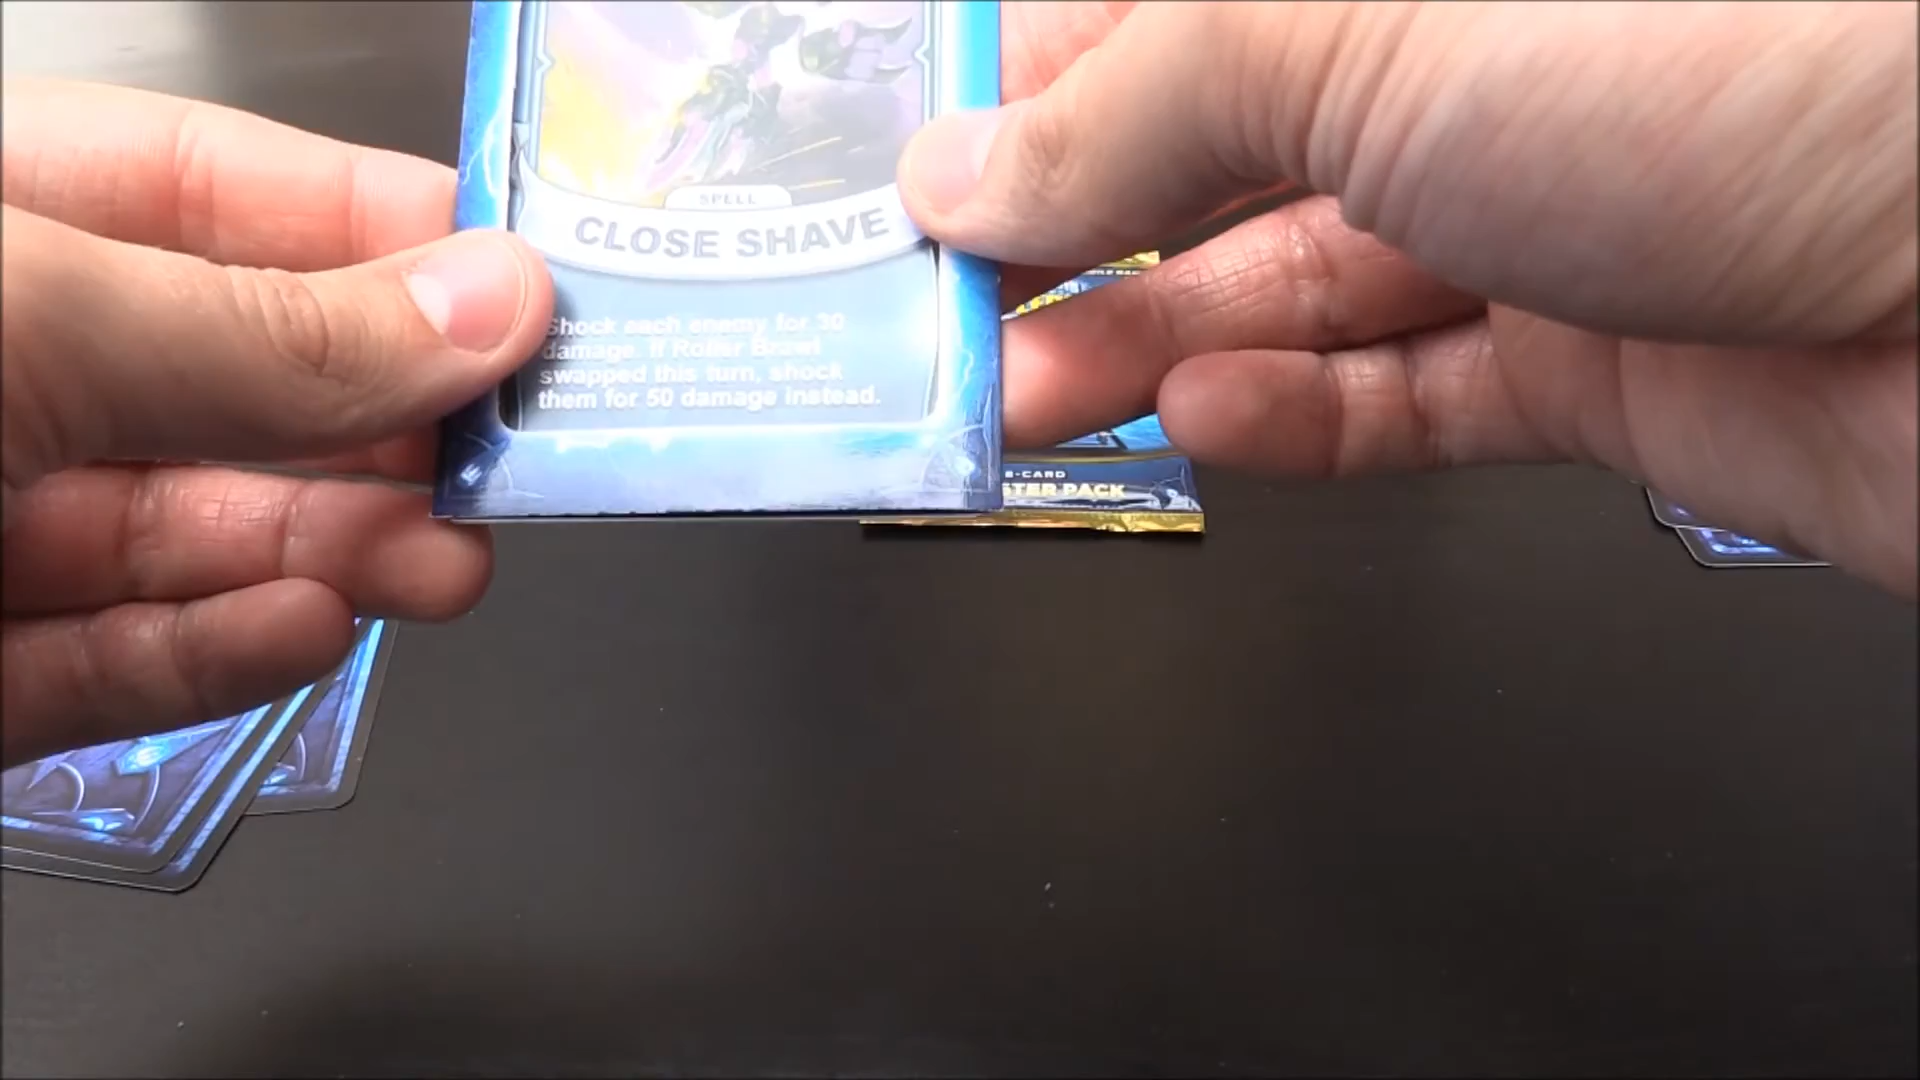 SPELL
CLOSE SHAVE
Shock each enemy for 30
damage. If Roller Brawl
swapped this turn, shock
them for 50 damage instead.
8-CARD
STER PACK